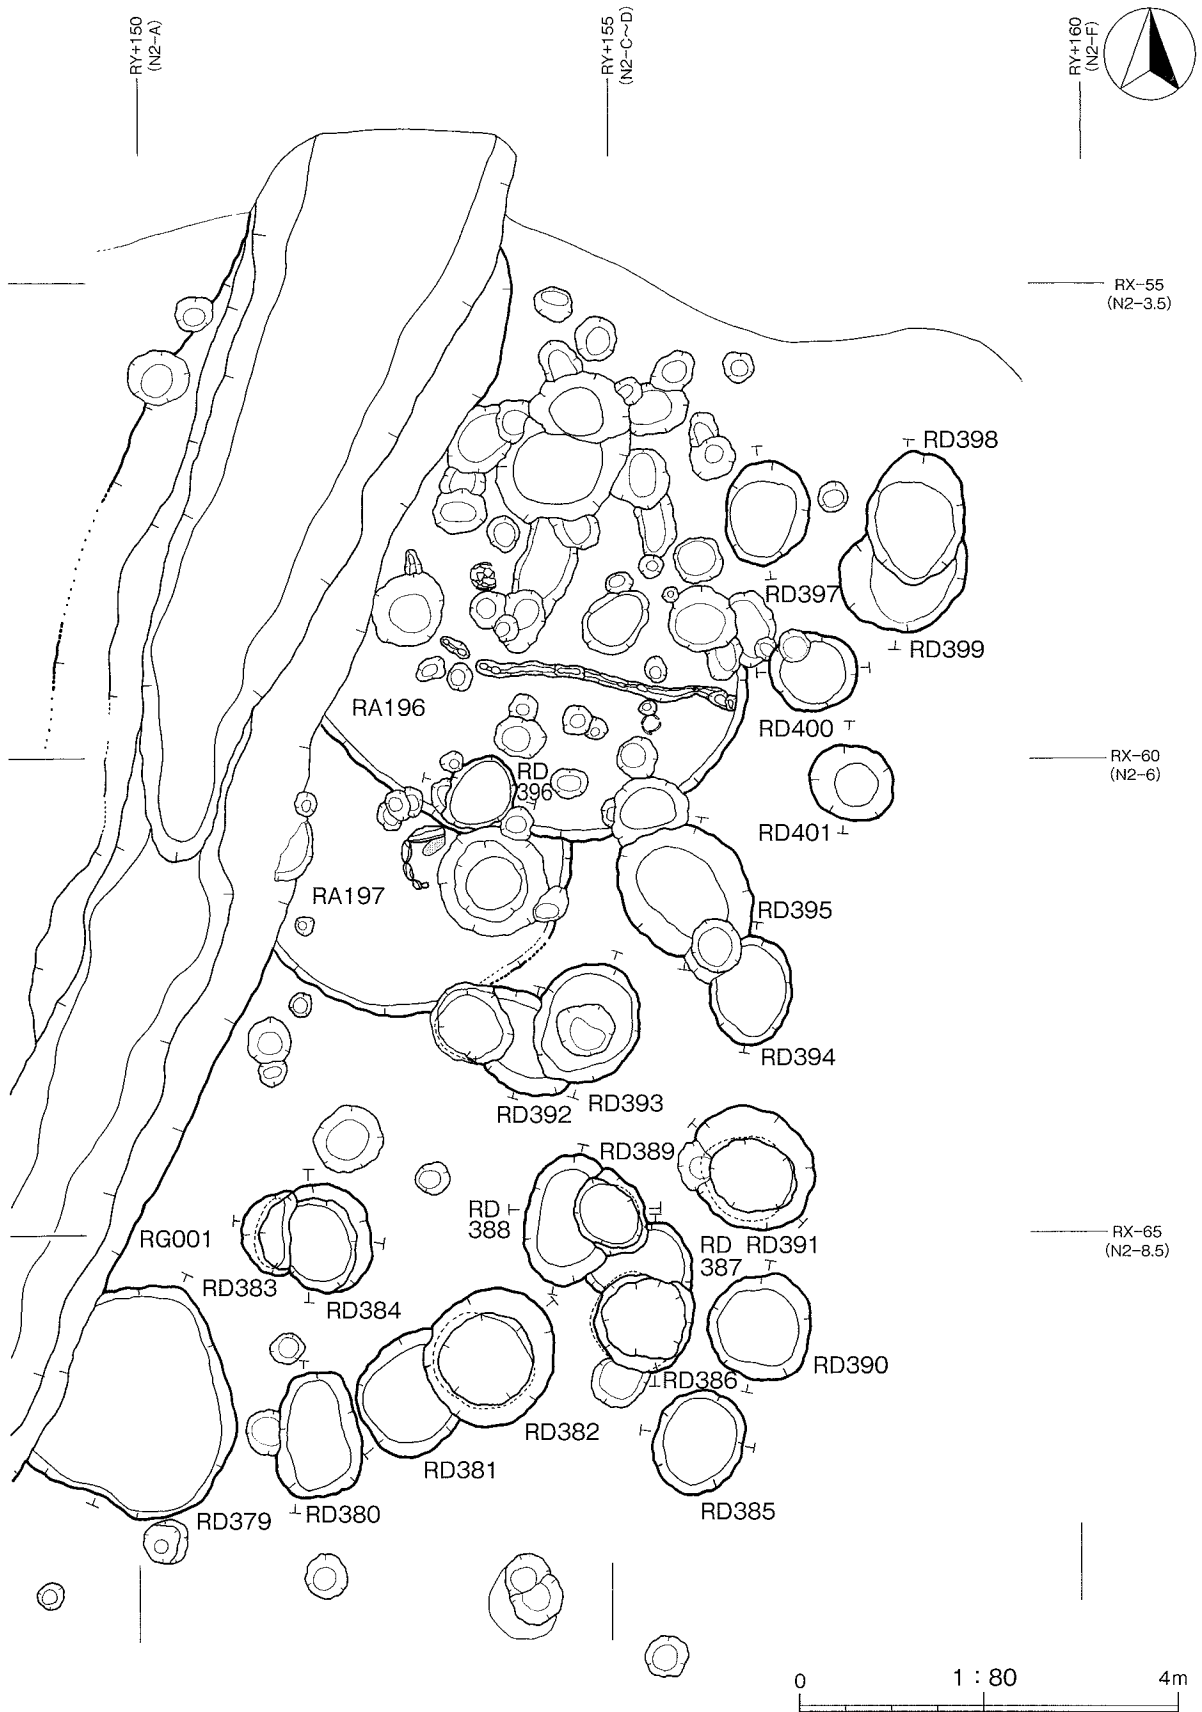 RY+150
(N2-A)
RY+155
(N2-C~D)
RY+160
(N2-F)
RX-55
(N2-3.5)
RD398
RD397
RD399
RA196
RD400
RX-60
(N2-6)
RD
396
RD401
RA197
RD395
RD394
RD392
RD393
RD389
RD
388
RG001
RD
387
RD391
RX-65
(N2-8.5)
RD383
RD384
RD390
RD386
RD382
RD381
RD385
RD380
RD379
0
1：80
4m